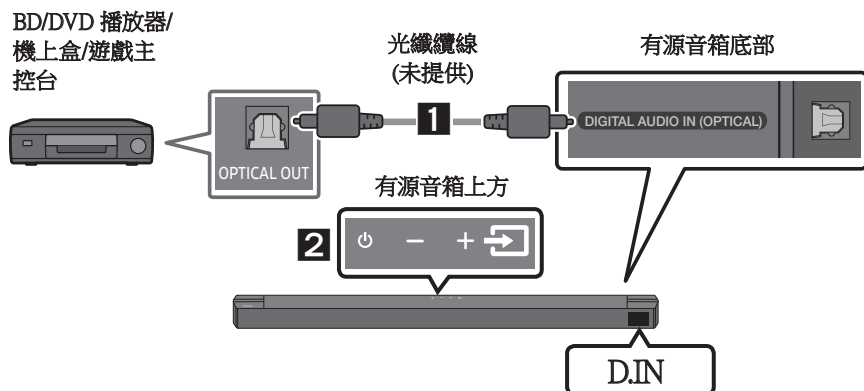 BD/DVD 播放器/
機上盒/遊戲主
控台
光纖纜線
(未提供)
有源音箱底部
1
DIGITAL AUDIO IN (OPTICAL)
OPTICAL OUT
有源音箱上方
2
D.IN